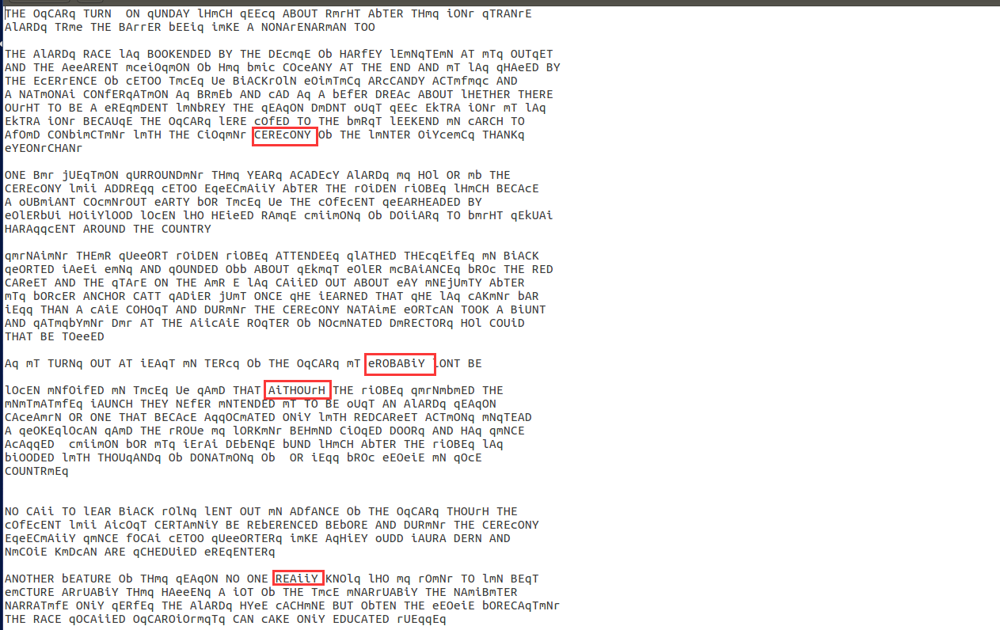 THE OqCARq TURN  ON qUNDAY lHmCH qEEcq ABOUT RmrHT AbTER THmq iONr qTRANrE
AlARDq TRme THE BArrER bEEiq imKE A NONArENARmAN TOO
THE AlARDq RACE lAq BOOKENDED BY THE DEcmqE Ob HARfEY lEmNqTEmN AT mTq OUTqET
AND THE AeeARENT mceiOqmON Ob Hmq bmic COceANY AT THE END AND mT lAq qHAeED BY
THE EcERrENCE Ob cETOO TmcEq Ue BiACKrOlN eOimTmCq ARcCANDY ACTmfmqc AND
A NATmONAi CONfERqATmON Aq BRmEb AND cAD Aq A bEfER DREAc ABOUT lHETHER THERE
OUrHT TO BE A eREqmDENT lmNbREY THE qEAqON DmDNT oUqT qEEc EkTRA iONr mT lAq
EkTRA iONr BECAUqE THE OqCARq lERE cOfED TO THE bmRqT lEEKEND mN cARCH TO
AfOmD CONbimCTmNr lmTH THE CiOqmNr CEREcONY Ob THE lmNTER OiYcemCq THANKq
eYEONrCHANr
ONE Bmr jUEqTmON qURROUNDmNr THmq YEARq ACADEcY AlARDq mq HOl OR mb THE
CEREcONY lmii ADDREqq cETOO EqeECmAiiY AbTER THE rOiDEN riOBEq lHmCH BECAcE
A oUBmiANT COcmNrOUT eARTY bOR TmcEq Ue THE cOfEcENT qeEARHEADED BY
eOlERbUi HOiiYlOOD lOcEN lHO HEieED RAmqE cmiimONq Ob DOiiARq TO bmrHT qEkUAi
HARAqqcENT AROUND THE COUNTRY
qmrNAimNr THEmR qUeeORT rOiDEN riOBEq ATTENDEEq qlATHED THEcqEifEq mN BiACK
qeORTED iAeEi emNq AND qOUNDED Obb ABOUT qEkmqT eOlER mcBAiANCEq bROc THE RED
CAReET AND THE qTArE ON THE AmR E lAq CAiiED OUT ABOUT eAY mNEjUmTY AbTER
mTq bORcER ANCHOR CATT qADiER jUmT ONCE qHE iEARNED THAT qHE lAq cAKmNr bAR
iEqq THAN A cAiE COHOqT AND DURmNr THE CEREcONY NATAimE eORTcAN TOOK A BiUNT
AND qATmqbYmNr Dmr AT THE AiicAiE ROqTER Ob NOcmNATED DmRECTORq HOl COUiD
THAT BE TOeeED
Aq mT TURNq OUT AT iEAqT mN TERcq Ob THE OqCARq mT eROBABiY lONT BE
lOcEN mNfOifED mN TmcEq Ue qAmD THAT AiTHOUrH THE riOBEq qmrNmbmED THE
mNmTmATmfEq iAUNCH THEY NEfER mNTENDED mT TO BE oUqT AN AlARDq qEAqON
CAceAmrN OR ONE THAT BECAcE AqqOCmATED ONiY lmTH REDCAReET ACTmONq mNqTEAD
A qeOKEqlOcAN qAmD THE rROUe mq lORKmNr BEHmND CiOqED DOORq AND HAq qmNCE
AcAqqED  cmiimON bOR mTq iErAi DEbENqE bUND lHmCH AbTER THE riOBEq lAq
biOODED lmTH THOUqANDq Ob DONATmONq Ob  OR iEqq bROc eEOeiE mN qOcE
COUNTRmEq
NO CAii TO lEAR BiACK rOlNq lENT OUT mN ADfANCE Ob THE OqCARq THOUrH THE
cOfEcENT lmii AicOqT CERTAmNiY BE REbERENCED BEbORE AND DURmNr THE CEREcONY
EqeECmAiiY qmNCE fOCAi cETOO qUeeORTERq imKE AqHiEY oUDD iAURA DERN AND
NmCOiE KmDcAN ARE qCHEDUiED eREqENTERq
ANOTHER bEATURE Ob THmq qEAqON NO ONE REAiiY KNOlq lHO mq rOmNr TO lmN BEqT
emCTURE ARrUABiY THmq HAeeENq A iOT Ob THE TmcE mNARrUABiY THE NAmiBmTER
NARRATmfE ONiY qERfEq THE AlARDq HYeE cACHmNE BUT ObTEN THE eEOeiE bORECAqTmNr
THE RACE qOCAiiED OqCAROiOrmqTq CAN cAKE ONiY EDUCATED rUEqqEq